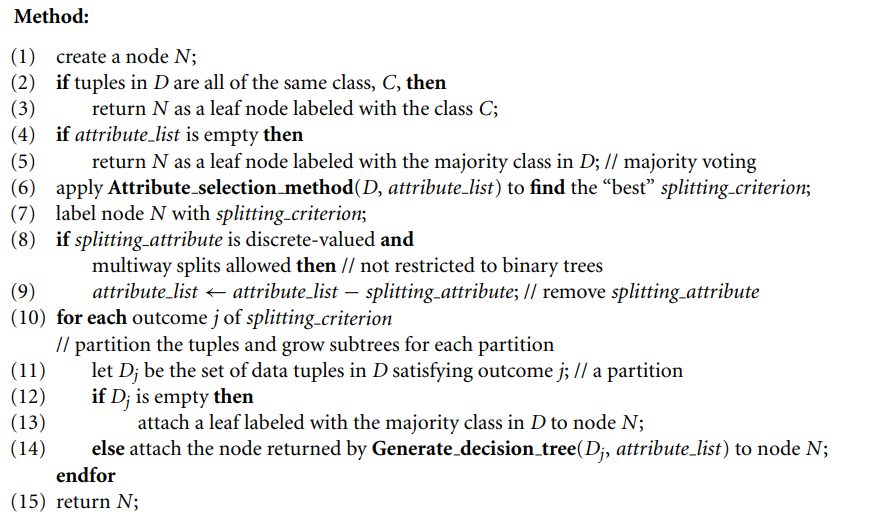 Method:
(1) create a node N;
(2) if tuples in D are all of the same class, C, then
(3) return N as a leaf node labeled with the class C;
(4) if attribute_list is empty then
(5) return N as a leaf node labeled with the majority class in D; // majority voting
(6) apply Attribute_selection_method(D, attribute_list) to find the “best” splitting_criterion;
(7) label node N with splitting_criterion;
(8) if splitting_attribute is discrete-valued and
multiway splits allowed then // not restricted to binary trees
(9) attribute_list ← attribute_list − splitting_attribute; // remove splitting_attribute
(10) for each outcome j of splitting_criterion
// partition the tuples and grow subtrees for each partition
(11) let Dj be the set of data tuples in D satisfying outcome j; // a partition
(12) if Dj is empty then
(13) attach a leaf labeled with the majority class in D to node N;
(14) else attach the node returned by Generate_decision_tree(Dj, attribute_list) to node N;
endfor
(15) return N;